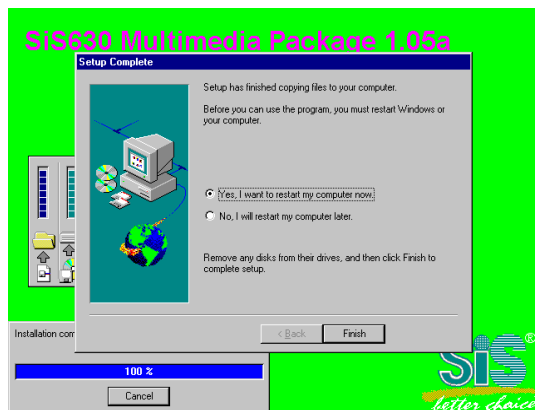 SiS630 Multimedia Package 1.05a
Setup Complete
Setup has finished copying files to your computer.
Before you can use the program, you must restart Windows or
your computer.
Yes, I want to restart my computer now.
No, I will restart my computer later.
Remove any disks from their drives, and then click Finish to
complete setup.
< Back
Finish
Installation com
100 %
Cancel
SiS®
better choice